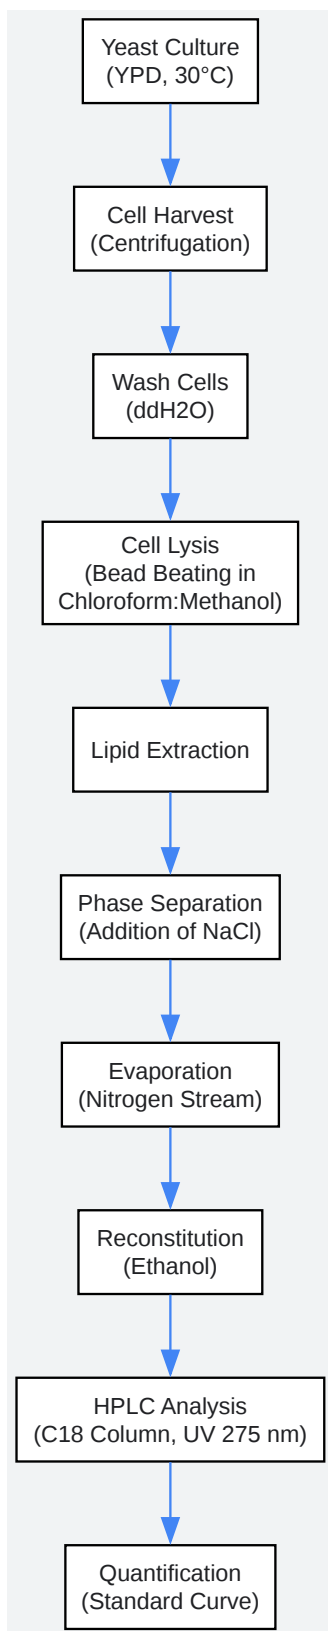 Yeast Culture
(YPD, 30°C)
Cell Harvest
(Centrifugation)
Wash Cells
(ddH2O)
Cell Lysis
(Bead Beating in
Chloroform:Methanol)
Lipid Extraction
Phase Separation
(Addition of NaCl)
Evaporation
(Nitrogen Stream)
Reconstitution
(Ethanol)
HPLC Analysis
(C18 Column, UV 275 nm)
Quantification
(Standard Curve)